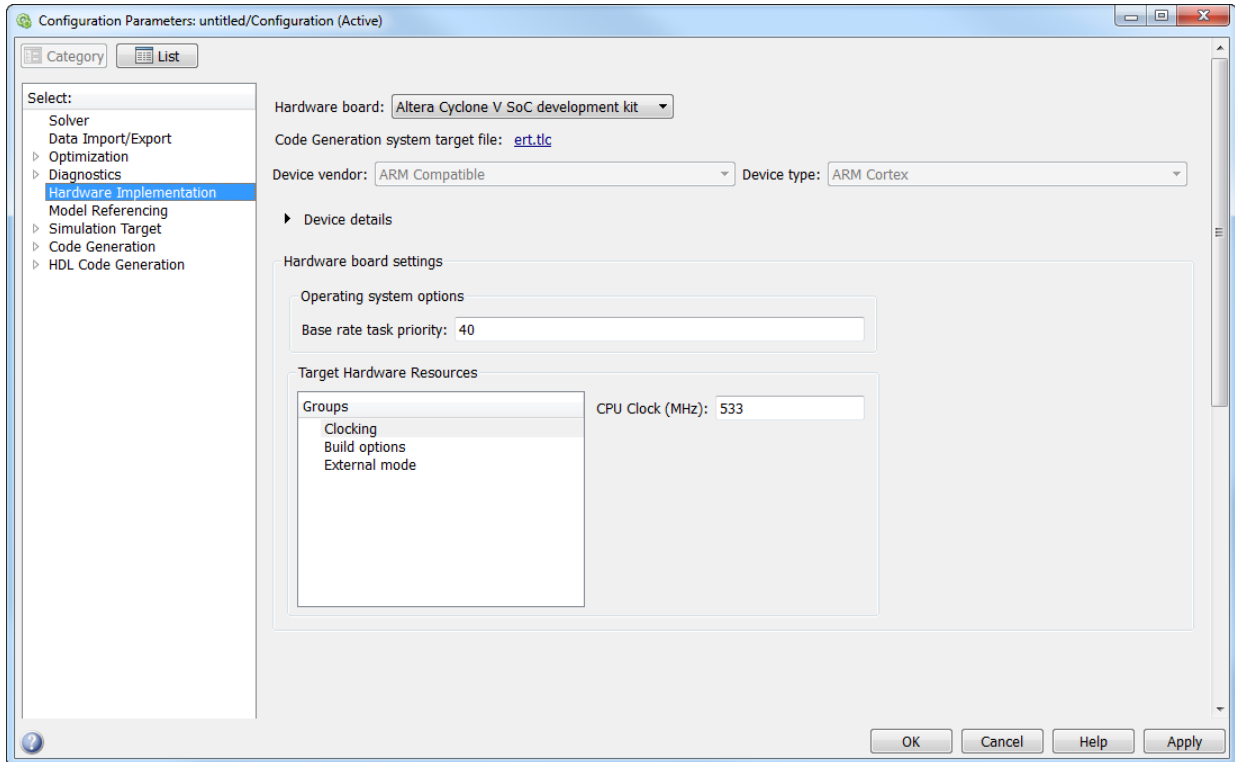 Configuration Parameters: untitled/Configuration (Active)
Category
List
Select:
Solver
Data Import/Export
Optimization
Diagnostics
Hardware Implementation
Model Referencing
Simulation Target
Code Generation
HDL Code Generation
Hardware board: Altera Cyclone V SoC development kit
Code Generation system target file: ert.tlc
Device vendor: ARM Compatible Device type: ARM Cortex
Device details
Hardware board settings
Operating system options
Base rate task priority: 40
Target Hardware Resources
Groups
Clocking
Build options
External mode
CPU Clock (MHz): 533
OK Cancel Help Apply